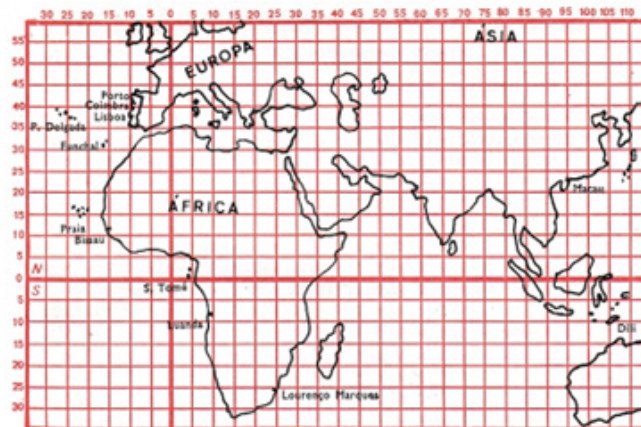 30 25 20 15 10 5 0 5 10 15 20 25 30 35 40 45 50 55 60 65 70 75 80 85 90 95 100 105 110
55
50
45
40
35
30
25
20
15
10
5
0
5
10
15
20
25
30
ÁSIA
EUROPA
Porto
Coimbra
Lisboa
P. Delgada
Funchal
Macau
ÁFRICA
Praia
Bissau
N
S
S. Tomé
Luanda
Dili
Lourenço Marques